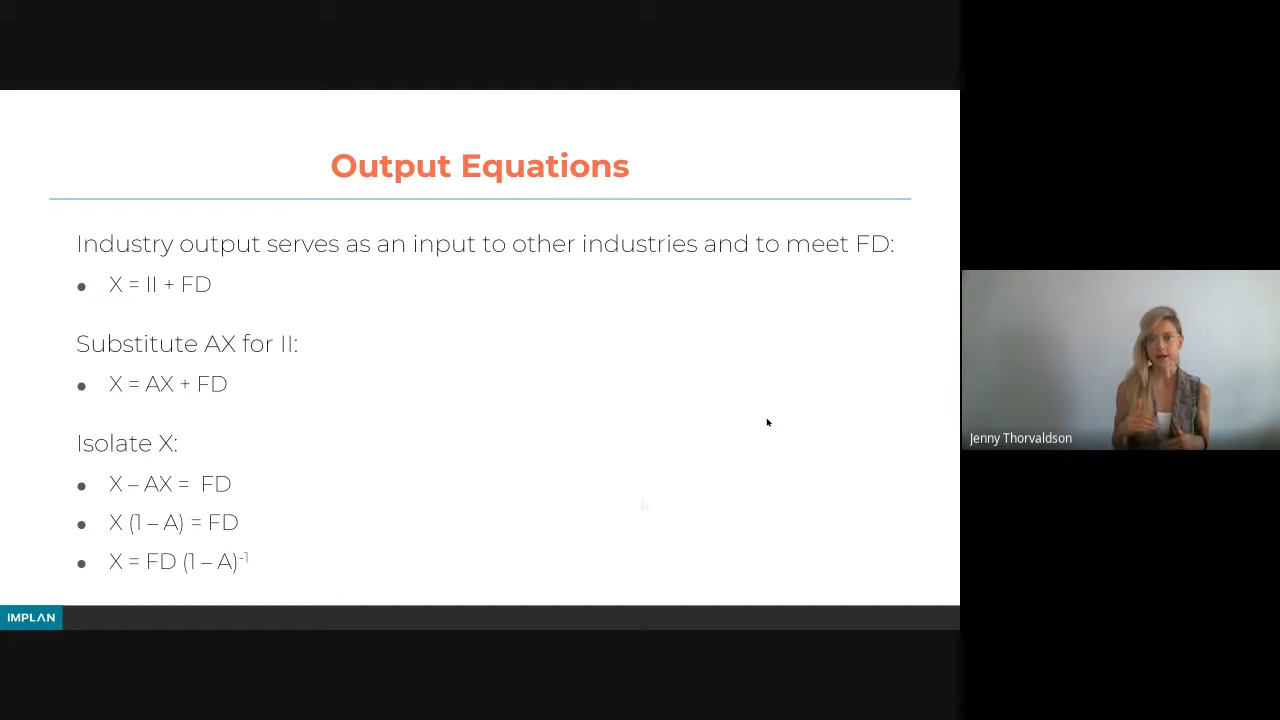 Output Equations
Industry output serves as an input to other industries and to meet FD:
● X = II + FD
Substitute AX for II:
● X = AX + FD
Isolate X:
● X – AX = FD
● X (1 – A) = FD
● X = FD (1 – A)⁻¹
IMPLAN
Jenny Thorvaldson